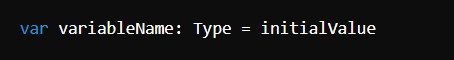 var variableName: Type = initialValue